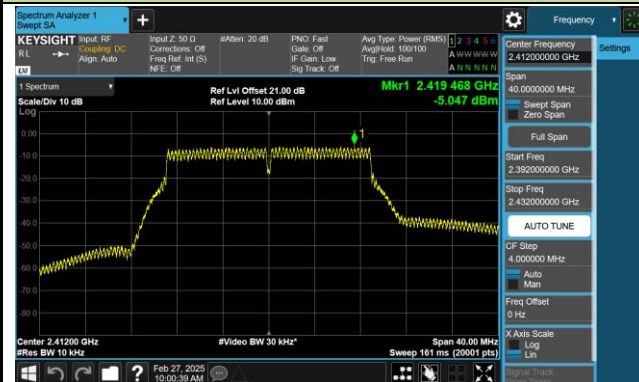 Spectrum Analyzer 1
Swept SA
Frequency
KEYSIGHT
RL
LXI
Input: RF
Coupling: DC
Align: Auto
Input Z: 50 Ω
Corrections: Off
Freq Ref: Int (S)
NFE: Off
#Atten: 20 dB
PNO: Fast
Gate: Off
IF Gain: Low
Sig Track: Off
Avg Type: Power (RMS)
Avg|Hold: 100/100
Trig: Free Run
1 2 3 4 5 6
A W W W W W
A N N N N N
1 Spectrum
Scale/Div 10 dB
Log
Ref Lvl Offset 21.00 dB
Ref Level 10.00 dBm
Mkr1 2.419 468 GHz
-5.047 dBm
1
0.00
-10.0
-20.0
-30.0
-40.0
-50.0
-60.0
-70.0
-80.0
Center 2.41200 GHz
#Res BW 10 kHz
#Video BW 30 kHz*
Span 40.00 MHz
Sweep 161 ms (20001 pts)
Feb 27, 2025
10:00:39 AM
Settings
Center Frequency
2.412000000 GHz
Span
40.0000000 MHz
Swept Span
Zero Span
Full Span
Start Freq
2.392000000 GHz
Stop Freq
2.432000000 GHz
AUTO TUNE
CF Step
4.000000 MHz
Auto
Man
Freq Offset
0 Hz
X Axis Scale
Log
Lin
Signal Track